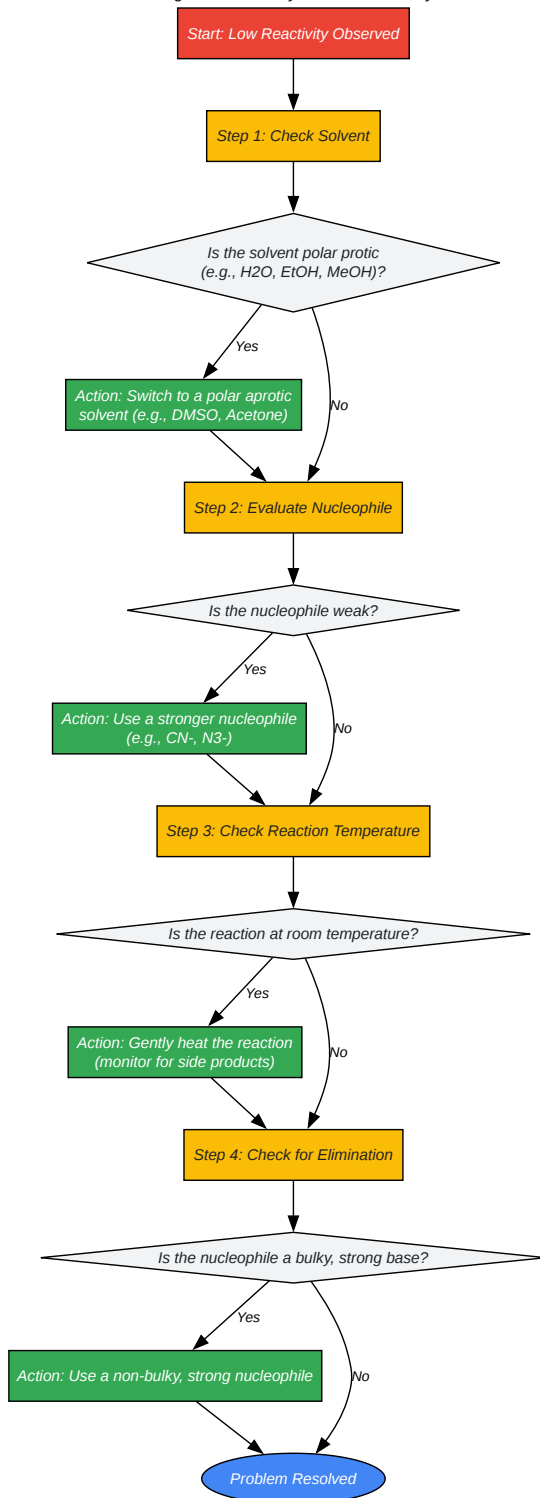 Start: Low Reactivity Observed
Step 1: Check Solvent
Is the solvent polar protic
(e.g., H2O, EtOH, MeOH)?
Yes
Action: Switch to a polar aprotic
solvent (e.g., DMSO, Acetone)
No
Step 2: Evaluate Nucleophile
Is the nucleophile weak?
Yes
Action: Use a stronger nucleophile
(e.g., CN-, N3-)
No
Step 3: Check Reaction Temperature
Is the reaction at room temperature?
Yes
Action: Gently heat the reaction
(monitor for side products)
No
Step 4: Check for Elimination
Is the nucleophile a bulky, strong base?
Yes
Action: Use a non-bulky, strong nucleophile
No
Problem Resolved